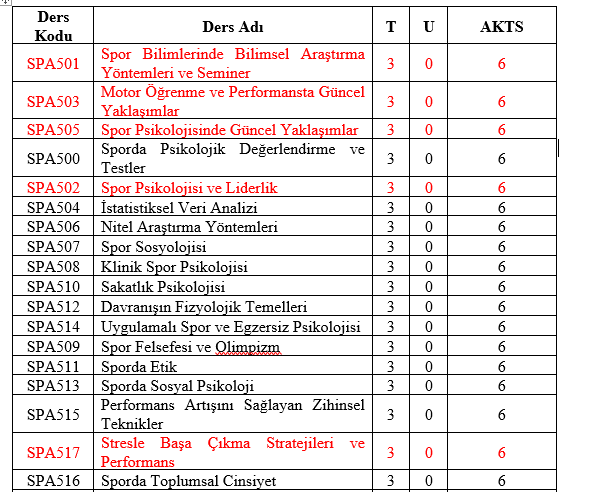 Ders Kodu Ders Adı T U AKTS
SPA501 Spor Bilimlerinde Bilimsel Araştırma Yöntemleri ve Seminer 3 0 6
SPA503 Motor Öğrenme ve Performansta Güncel Yaklaşımlar 3 0 6
SPA505 Spor Psikolojisinde Güncel Yaklaşımlar 3 0 6
SPA500 Sporda Psikolojik Değerlendirme ve Testler 3 0 6
SPA502 Spor Psikolojisi ve Liderlik 3 0 6
SPA504 İstatistiksel Veri Analizi 3 0 6
SPA506 Nitel Araştırma Yöntemleri 3 0 6
SPA507 Spor Sosyolojisi 3 0 6
SPA508 Klinik Spor Psikolojisi 3 0 6
SPA510 Sakatlık Psikolojisi 3 0 6
SPA512 Davranışın Fizyolojik Temelleri 3 0 6
SPA514 Uygulamalı Spor ve Egzersiz Psikolojisi 3 0 6
SPA509 Spor Felsefesi ve Olimpizm 3 0 6
SPA511 Sporda Etik 3 0 6
SPA513 Sporda Sosyal Psikoloji 3 0 6
SPA515 Performans Artışını Sağlayan Zihinsel Teknikler 3 0 6
SPA517 Stresle Başa Çıkma Stratejileri ve Performans 3 0 6
SPA516 Sporda Toplumsal Cinsiyet 3 0 6